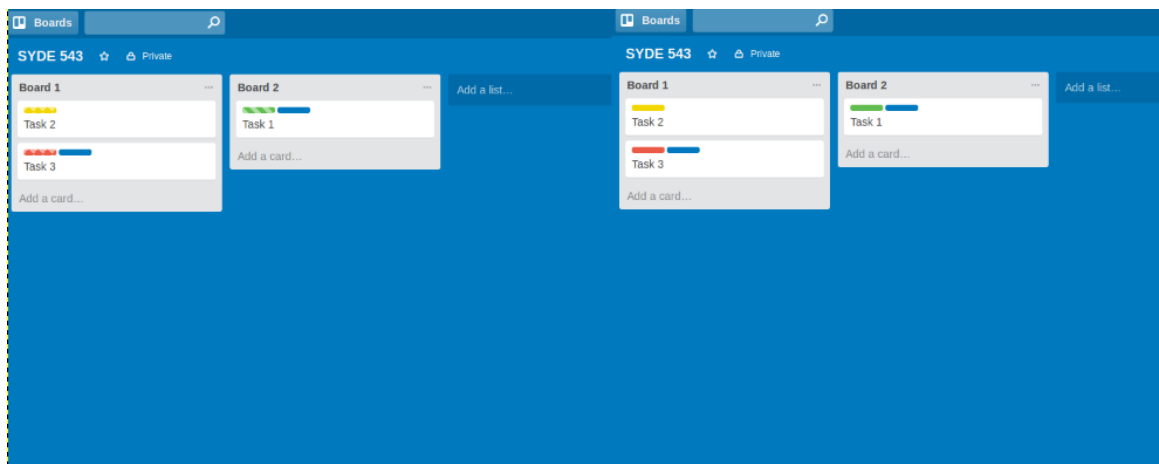 Boards
SYDE 543 Private
Board 1 ...
Task 2
Task 3
Add a card...
Board 2 ...
Task 1
Add a card...
Add a list...
Boards
SYDE 543 Private
Board 1 ...
Task 2
Task 3
Add a card...
Board 2 ...
Task 1
Add a card...
Add a list...